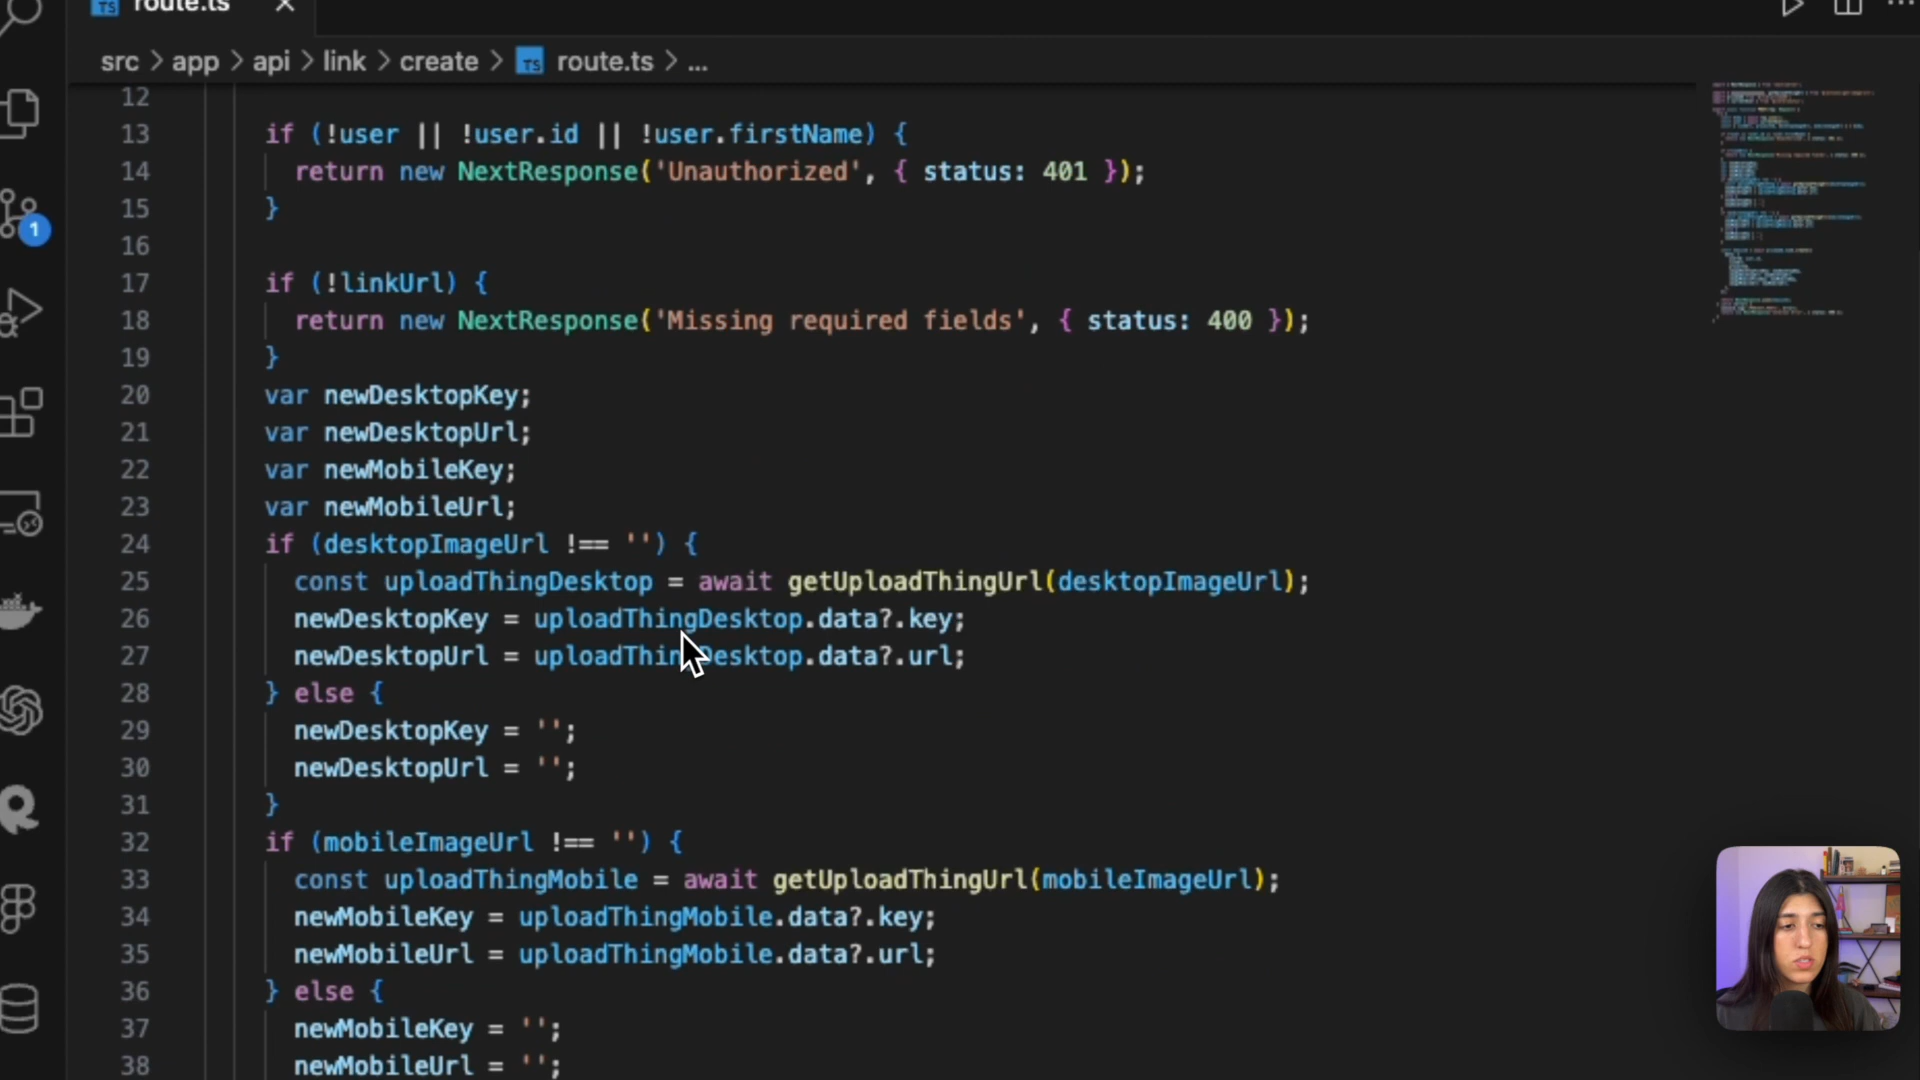 TS route.ts ×
src > app > api > link > create > TS route.ts > ...
12
13 if (!user || !user.id || !user.firstName) {
14 return new NextResponse('Unauthorized', { status: 401 });
15 }
16
17 if (!linkUrl) {
18 return new NextResponse('Missing required fields', { status: 400 });
19 }
20 var newDesktopKey;
21 var newDesktopUrl;
22 var newMobileKey;
23 var newMobileUrl;
24 if (desktopImageUrl !== '') {
25 const uploadThingDesktop = await getUploadThingUrl(desktopImageUrl);
26 newDesktopKey = uploadThingDesktop.data?.key;
27 newDesktopUrl = uploadThingDesktop.data?.url;
28 } else {
29 newDesktopKey = '';
30 newDesktopUrl = '';
31 }
32 if (mobileImageUrl !== '') {
33 const uploadThingMobile = await getUploadThingUrl(mobileImageUrl);
34 newMobileKey = uploadThingMobile.data?.key;
35 newMobileUrl = uploadThingMobile.data?.url;
36 } else {
37 newMobileKey = '';
38 newMobileUrl = '';
1